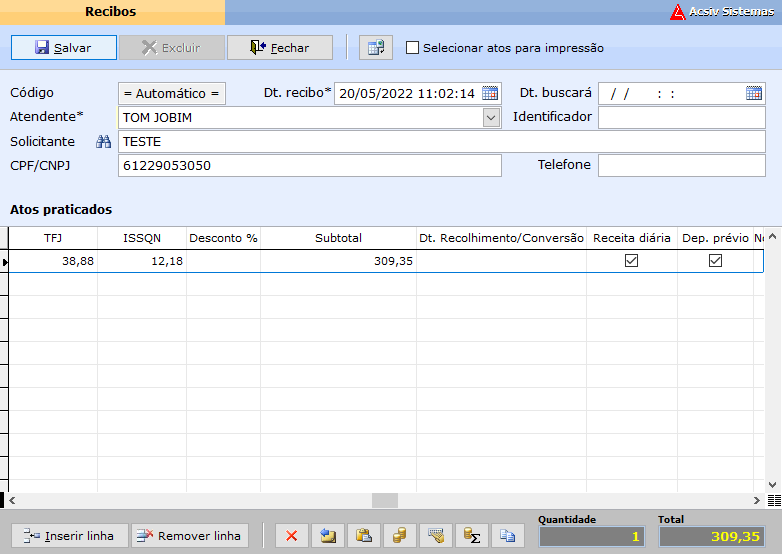 Recibos
Acsiv Sistemas
Salvar Excluir Fechar Selecionar atos para impressão
Código = Automático = Dt. recibo* 20/05/2022 11:02:14 Dt. buscará / / : :
Atendente* TOM JOBIM Identificador
Solicitante TESTE
CPF/CNPJ 61229053050 Telefone
Atos praticados
TFJ ISSQN Desconto % Subtotal Dt. Recolhimento/Conversão Receita diária Dep. prévio
38,88 12,18 309,35
Quantidade Total
Inserir linha Remover linha 1 309,35